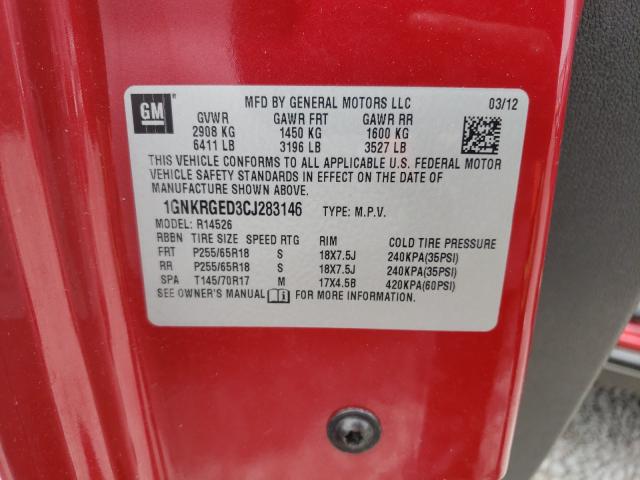 GM
MFD BY GENERAL MOTORS LLC 03/12
GVWR GAWR FRT GAWR RR
2908 KG 1450 KG 1600 KG
6411 LB 3196 LB 3527 LB
THIS VEHICLE CONFORMS TO ALL APPLICABLE U.S. FEDERAL MOTOR
VEHICLE SAFETY STANDARDS IN EFFECT ON THE DATE OF
MANUFACTURE SHOWN ABOVE.
1GNKRGED3CJ283146 TYPE: M.P.V.
MODEL: R14526
RBBN TIRE SIZE SPEED RTG RIM COLD TIRE PRESSURE
FRT P255/65R18 S 18X7.5J 240KPA(35PSI)
RR P255/65R18 S 18X7.5J 240KPA(35PSI)
SPA T145/70R17 M 17X4.5B 420KPA(60PSI)
SEE OWNER'S MANUAL FOR MORE INFORMATION.